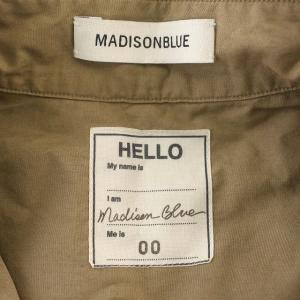 MADISONBLUE
HELLO
My name is
I am
Madison Blue
Me is
00